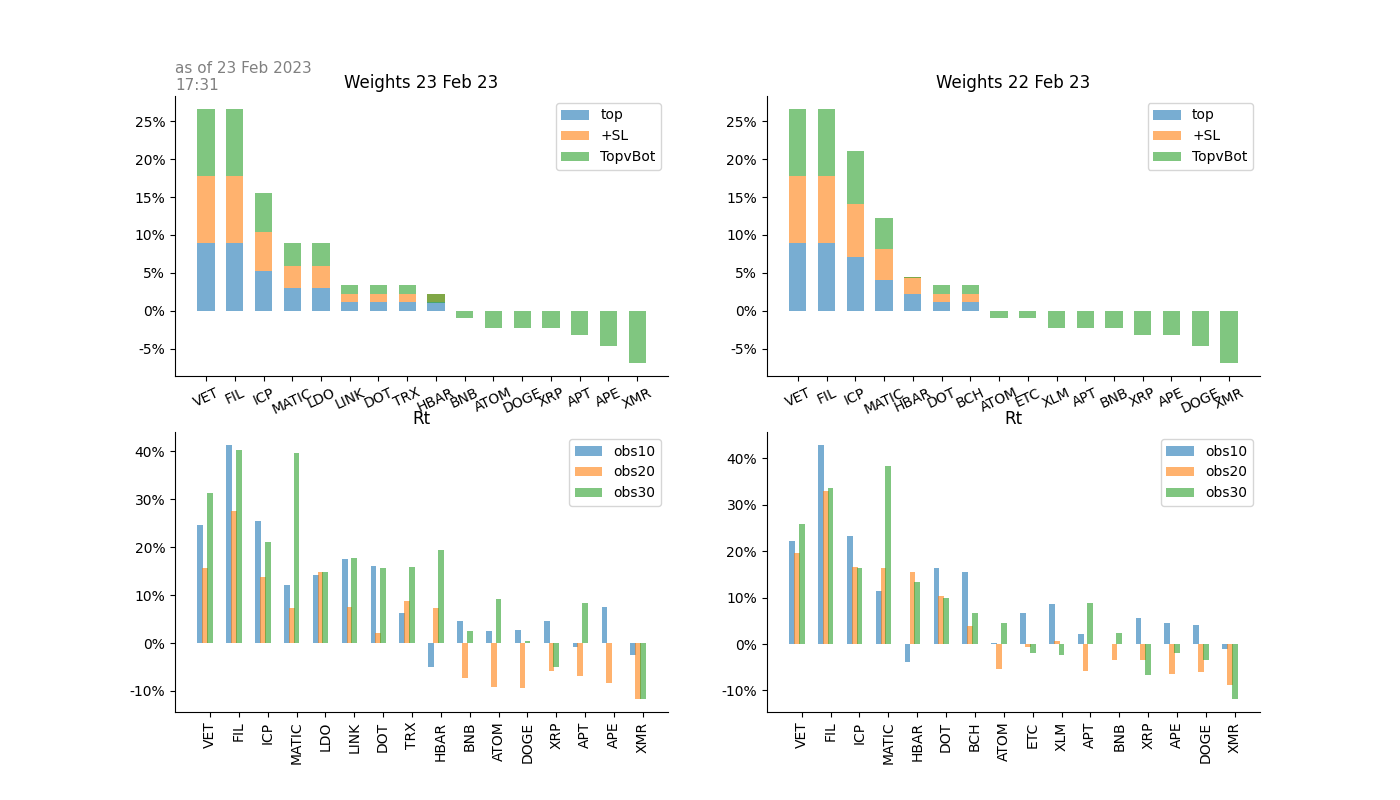 as of 23 Feb 2023
17:31
Weights 23 Feb 23
25%
20%
15%
10%
5%
0%
-5%
top
+SL
TopvBot
VET FIL ICP MATIC LDO LINK DOT TRX HBAR BNB ATOM DOGE XRP APT APE XMR
Weights 22 Feb 23
25%
20%
15%
10%
5%
0%
-5%
top
+SL
TopvBot
VET FIL ICP MATIC HBAR DOT BCH ATOM ETC XLM APT BNB XRP APE DOGE XMR
Rt
40%
30%
20%
10%
0%
-10%
obs10
obs20
obs30
VET FIL ICP MATIC LDO LINK DOT TRX HBAR BNB ATOM DOGE XRP APT APE XMR
Rt
40%
30%
20%
10%
0%
-10%
obs10
obs20
obs30
VET FIL ICP MATIC HBAR DOT BCH ATOM ETC XLM APT BNB XRP APE DOGE XMR